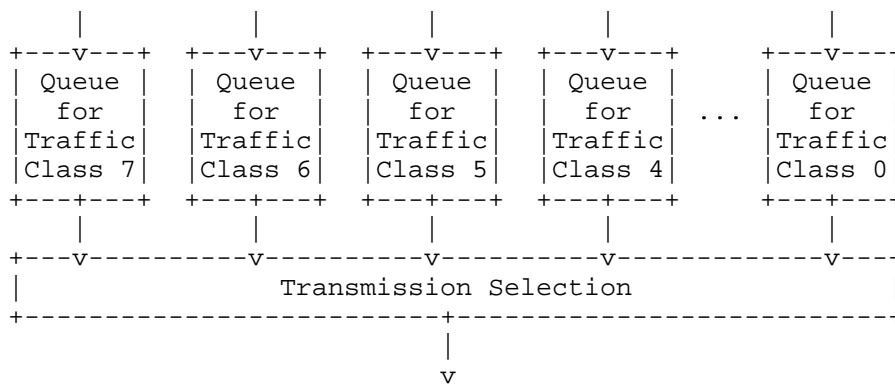 Queue Queue Queue Queue Queue
for for for for ... for
Traffic Traffic Traffic Traffic Traffic
Class 7 Class 6 Class 5 Class 4 Class 0
Transmission Selection